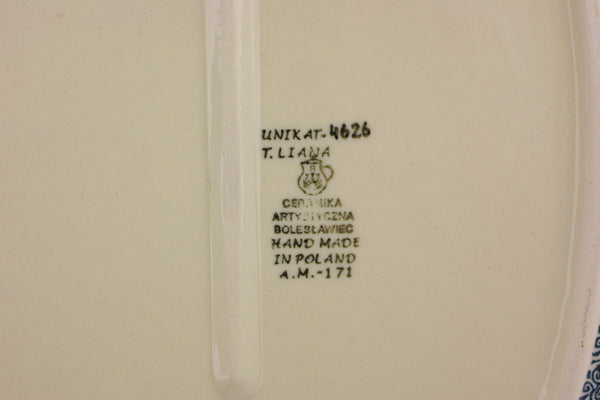 UNIKAT-4626
T. LIANA
CERAMIKA
ARTYSTYCZNA
BOLESŁAWIEC
HAND MADE
IN POLAND
A.M.-171